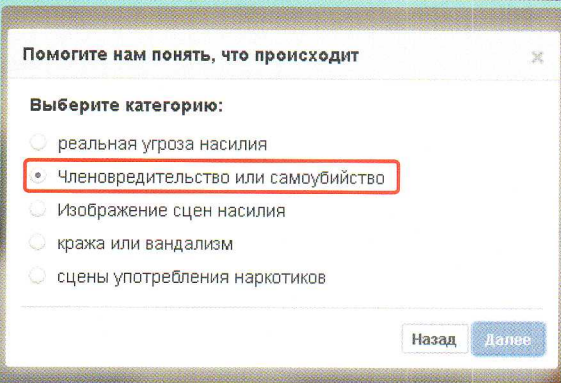 Помогите нам понять, что происходит ×
Выберите категорию:
реальная угроза насилия
Членовредительство или самоубийство
Изображение сцен насилия
кража или вандализм
сцены употребления наркотиков
Назад Далее